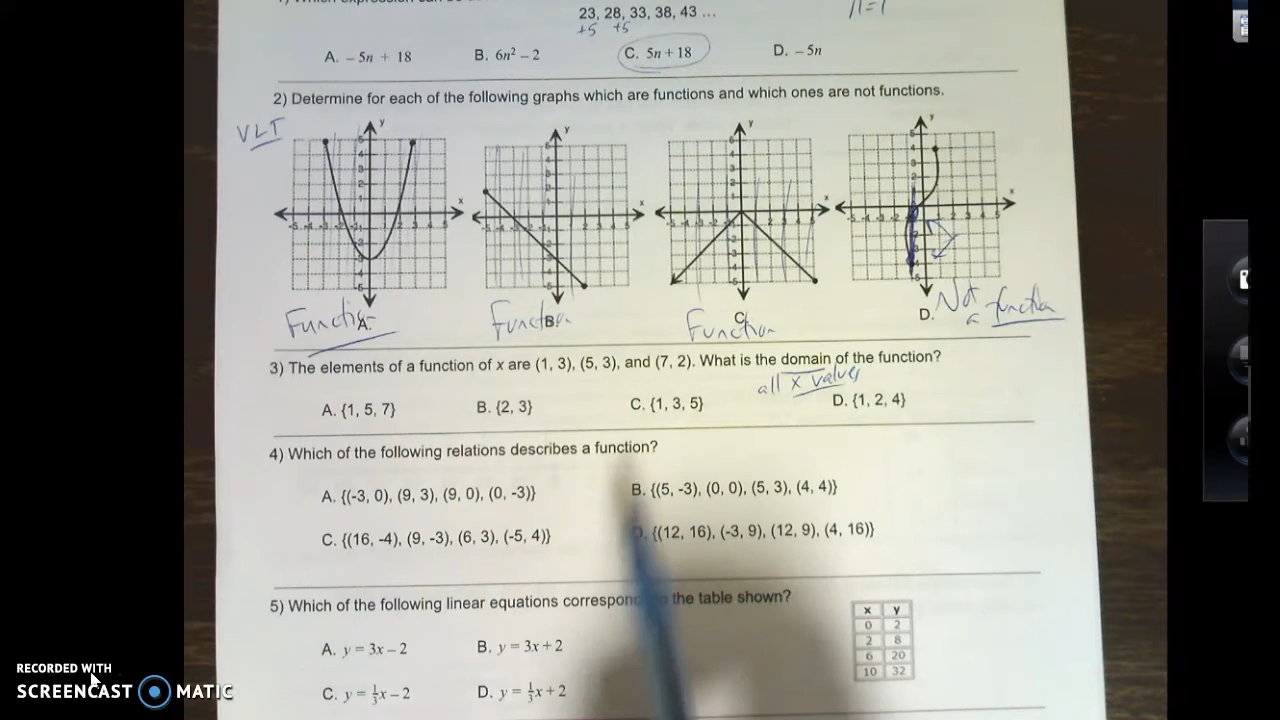 23, 28, 33, 38, 43 ...
+5 +5
A. – 5n + 18 B. 6n² – 2 C. 5n + 18 D. – 5n
2) Determine for each of the following graphs which are functions and which ones are not functions.
VLT
A. B. C. D.
Function Function Function Not a function
3) The elements of a function of x are (1, 3), (5, 3), and (7, 2). What is the domain of the function?
all x values
A. {1, 5, 7} B. {2, 3} C. {1, 3, 5} D. {1, 2, 4}
4) Which of the following relations describes a function?
A. {(-3, 0), (9, 3), (9, 0), (0, -3)} B. {(5, -3), (0, 0), (5, 3), (4, 4)}
C. {(16, -4), (9, -3), (6, 3), (-5, 4)} D. {(12, 16), (-3, 9), (12, 9), (4, 16)}
5) Which of the following linear equations the table shown?
x y
0 2
2 8
6 20
10 32
A. y = 3x – 2 B. y = 3x + 2
C. y = 1/3 x – 2 D. y = 1/3 x + 2
RECORDED WITH
SCREENCAST MATIC